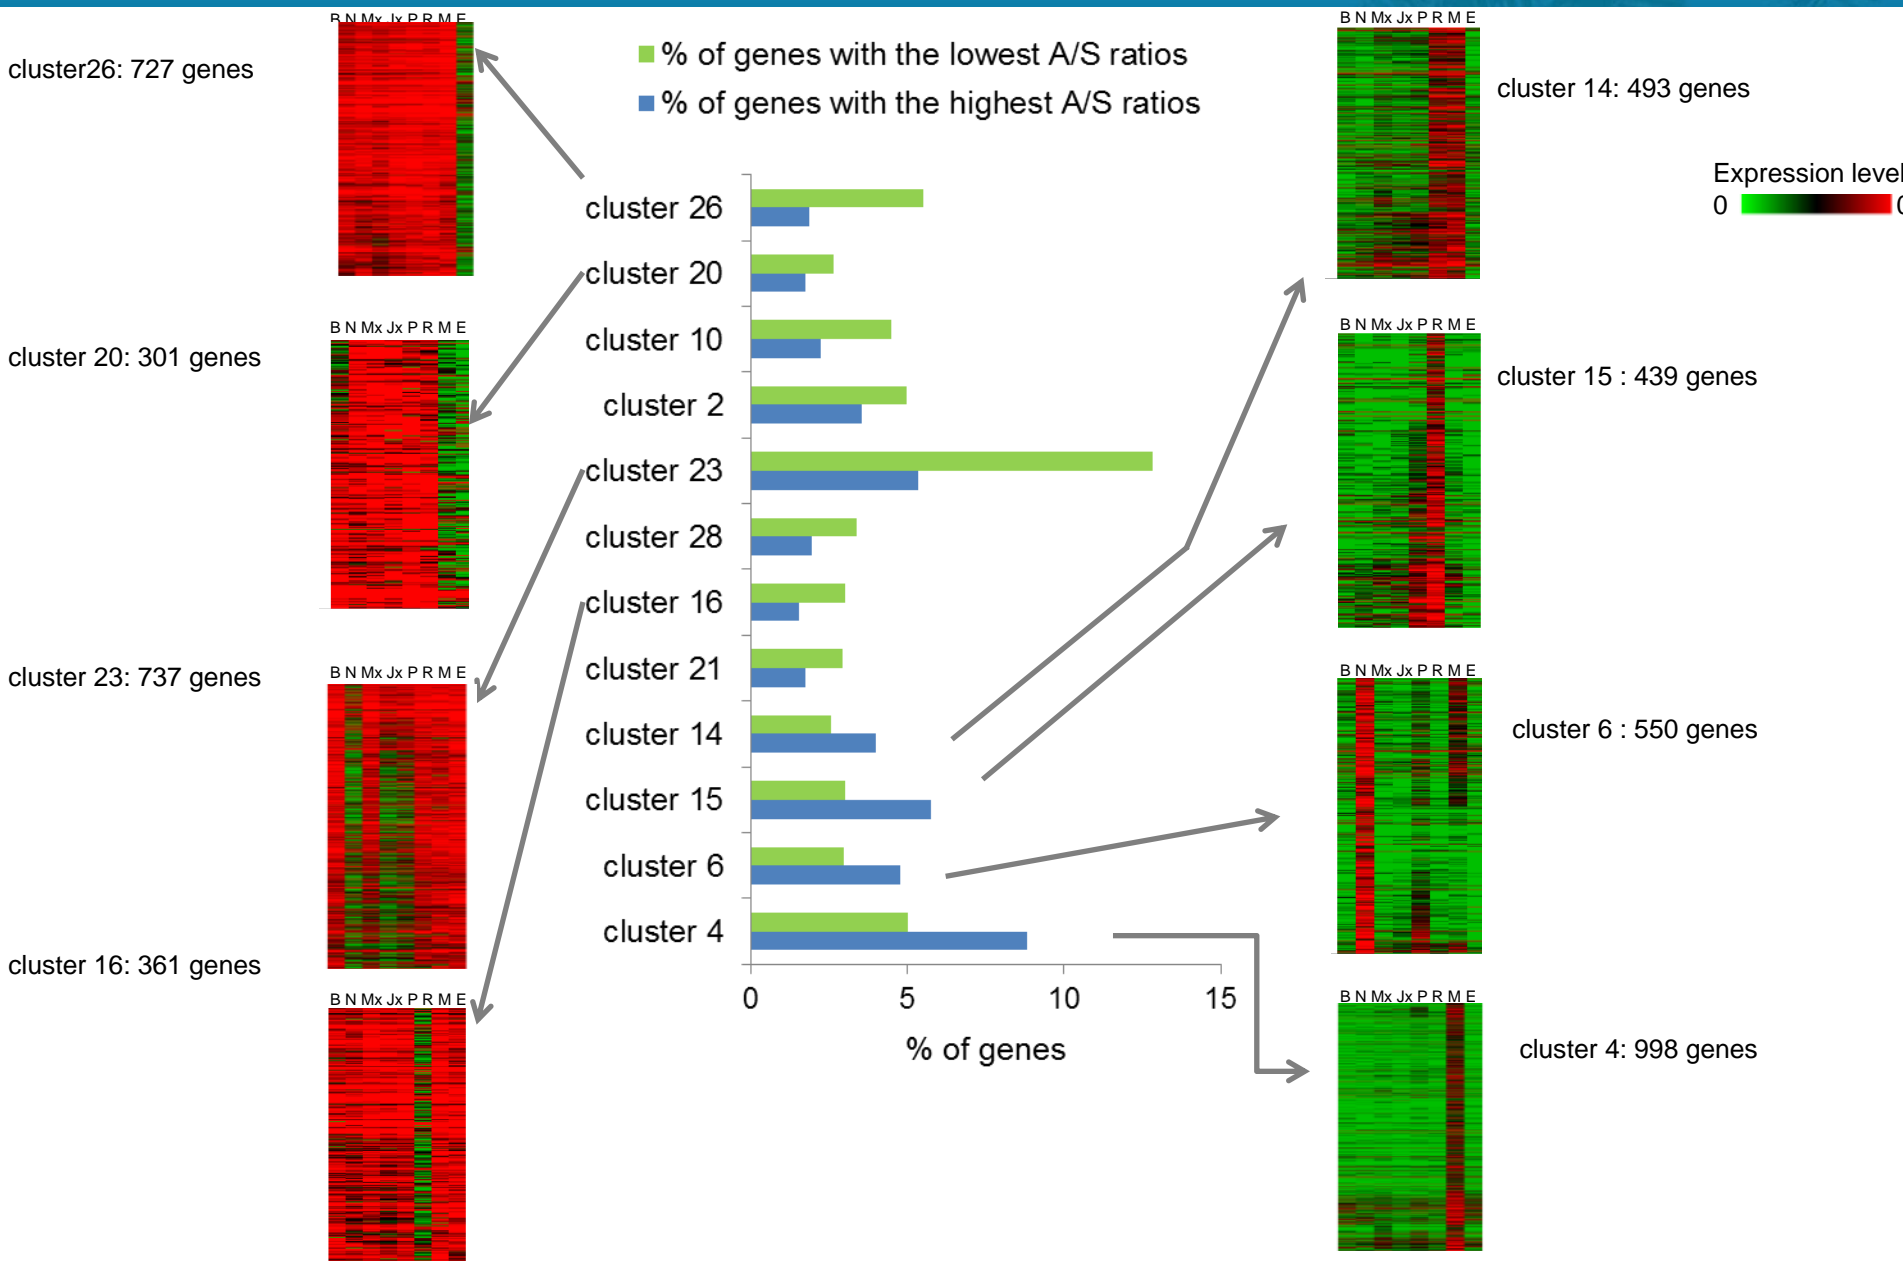 B N Mx Jx P R M E
cluster26: 727 genes
B N Mx Jx P R M E
cluster 20: 301 genes
B N Mx Jx P R M E
cluster 23: 737 genes
cluster 16: 361 genes
B N Mx Jx P R M E
% of genes with the lowest A/S ratios
% of genes with the highest A/S ratios
cluster 26
cluster 20
cluster 10
cluster 2
cluster 23
cluster 28
cluster 16
cluster 21
cluster 14
cluster 15
cluster 6
cluster 4
0 5 10 15
% of genes
B N Mx Jx P R M E
cluster 14: 493 genes
Expression level
0
B N Mx Jx P R M E
cluster 15 : 439 genes
B N Mx Jx P R M E
cluster 6 : 550 genes
B N Mx Jx P R M E
cluster 4: 998 genes